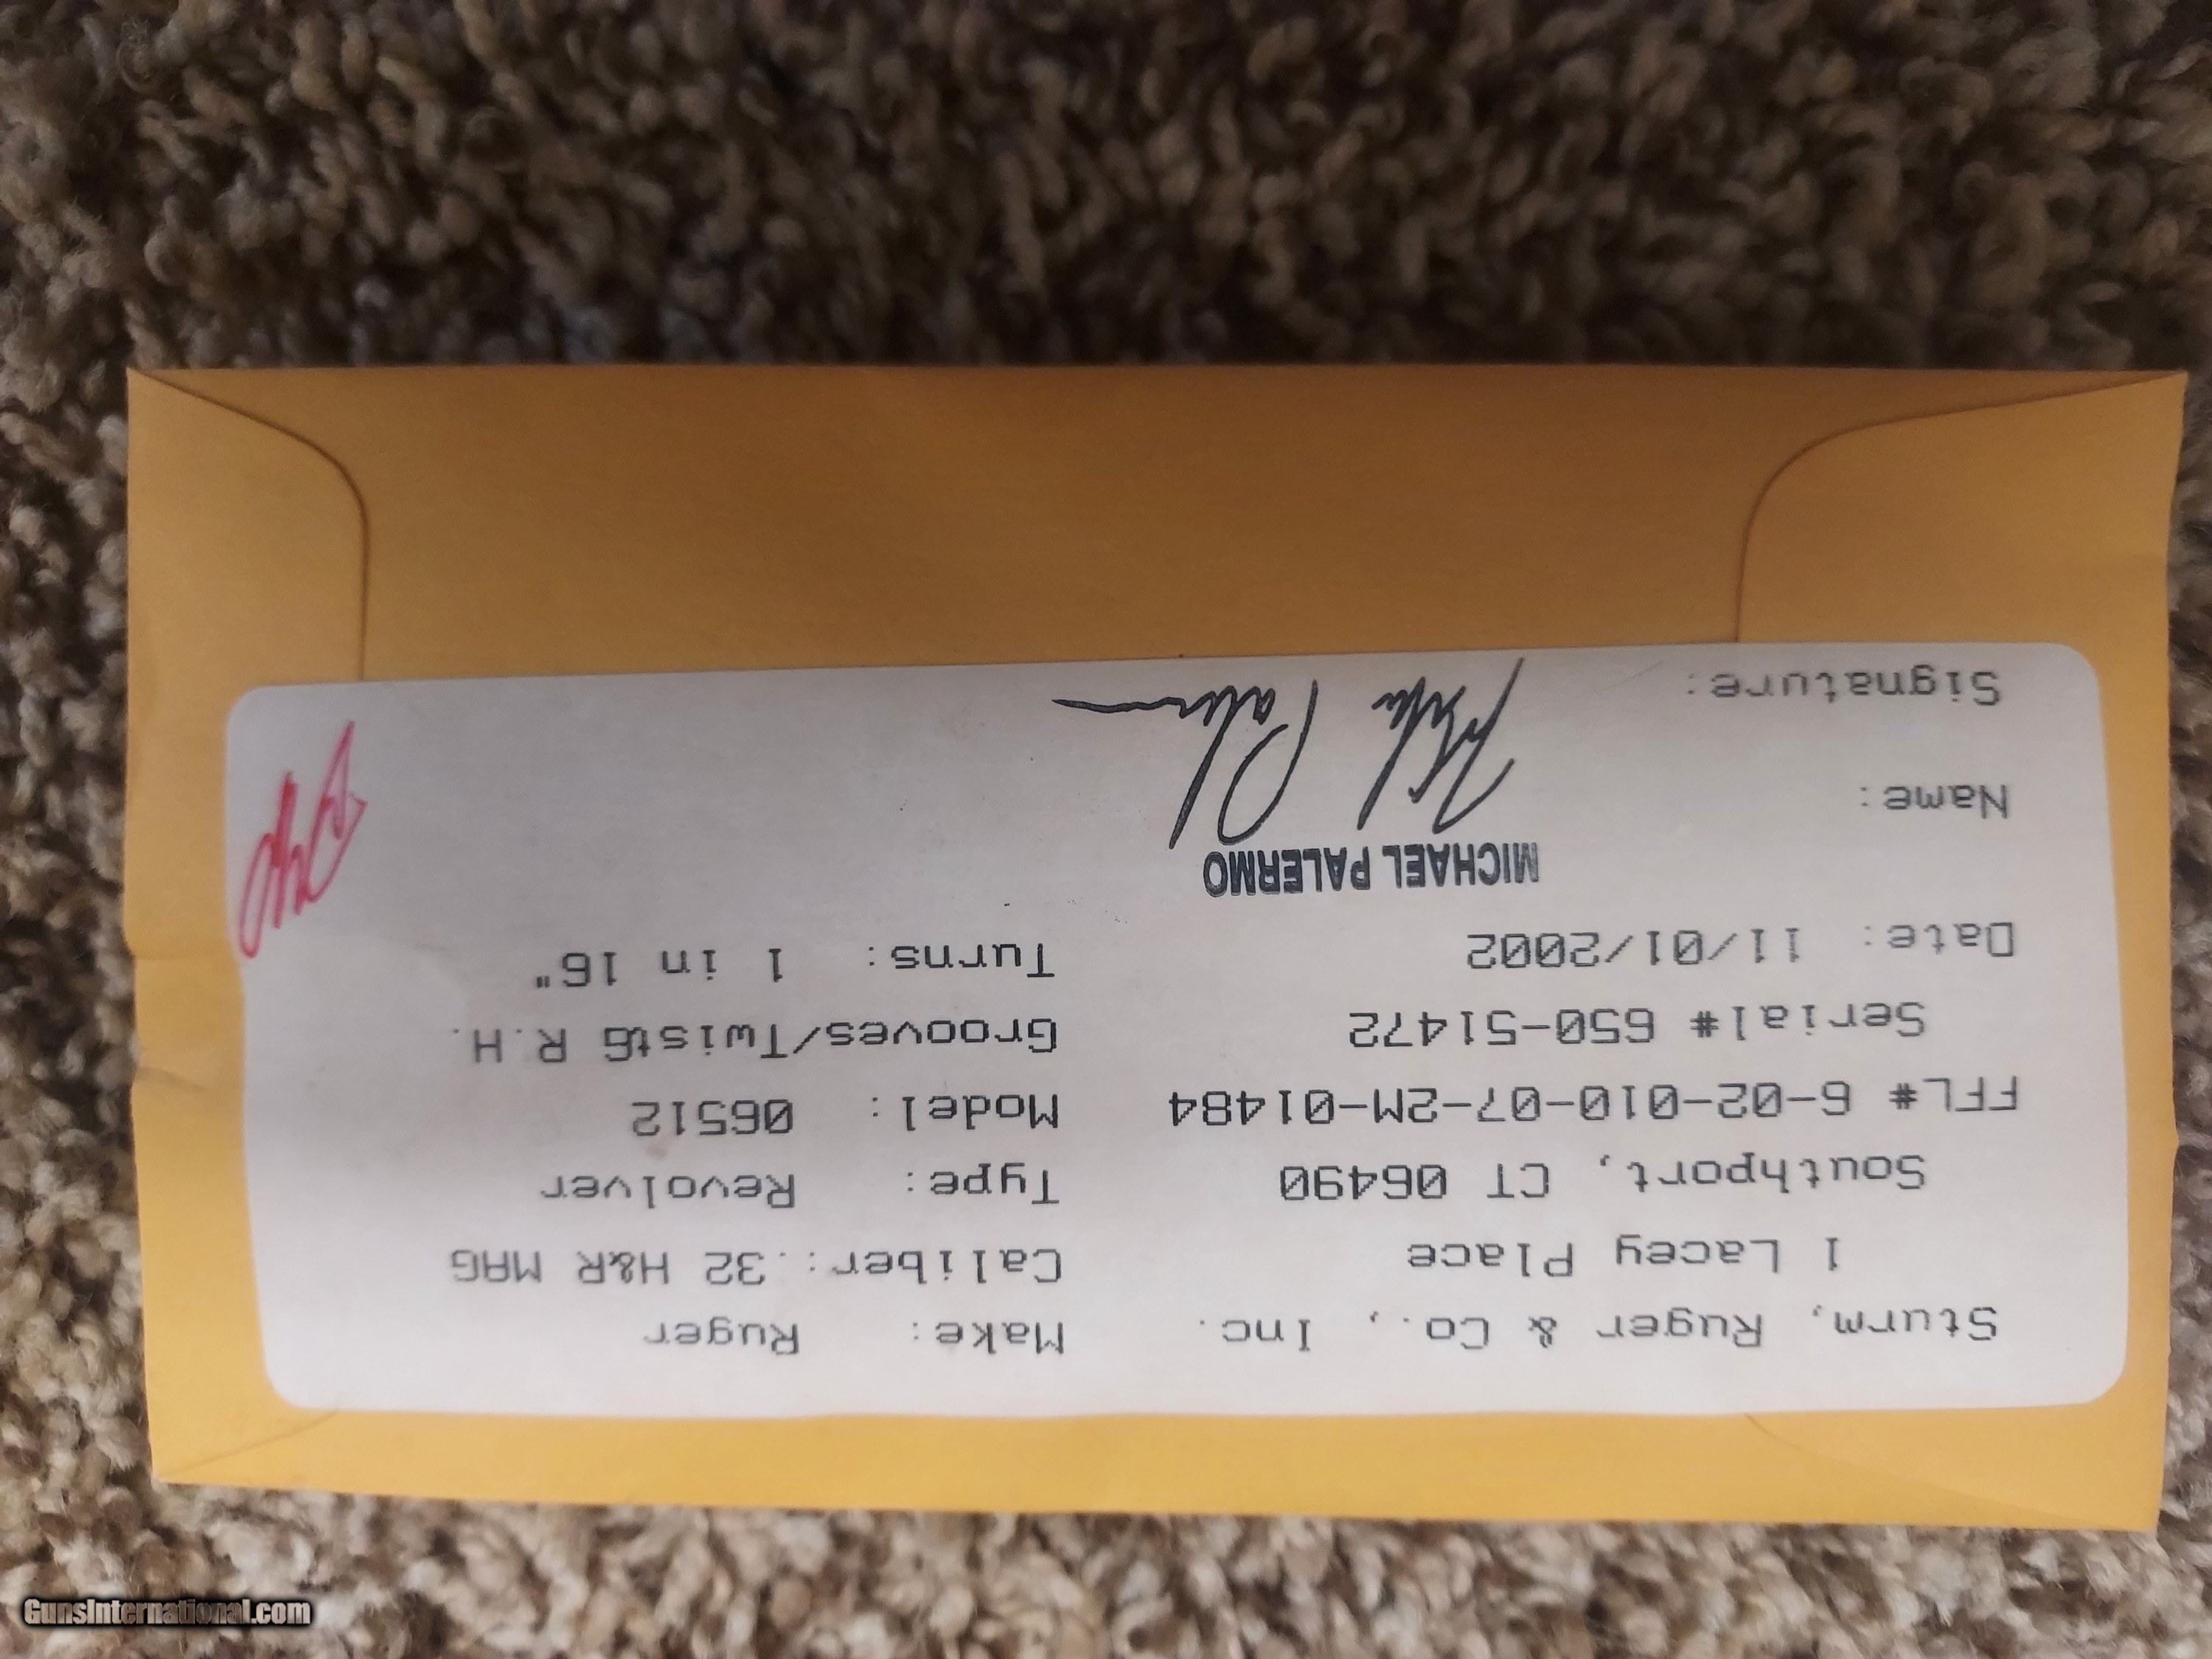 Sturm, Ruger & Co., Inc.    Make:    Ruger
1 Lacey Place    Caliber: .32 H&R MAG
Southport, CT 06490    Type:    Revolver
FFL# 6-02-010-07-2M-01484    Model:    06512
Serial# 650-51472    Grooves/Twist6 R.H.
Date: 11/01/2002    Turns:    1 in 16"
MICHAEL PALERMO
Name:
Signature:
GunsInternational.com